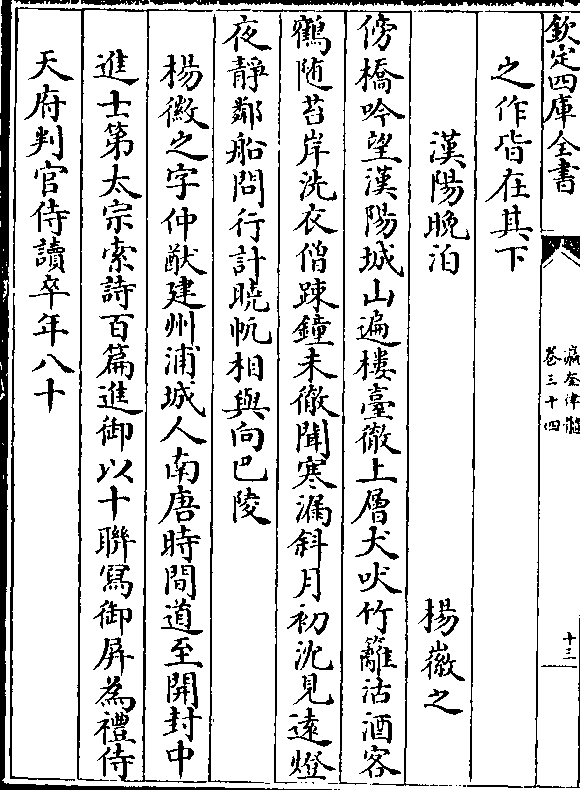 欽定四庫全書
瀛奎律髓
卷三十四
十三
之作皆在其下
漢陽晚泊
楊徽之
傍橋吟望漢陽城山遍樓臺徹上層犬吠竹籬沽酒客
鶴隨苔岸洗衣僧踈鐘未徹聞寒漏斜月初沈見遠燈
夜靜鄰船問行計曉帆相與向巴陵
楊徽之字仲猷建州浦城人南唐時間道至開封中
進士第太宗索詩百篇進御以十聯寫御屏為禮侍
天府判官侍讀卒年八十